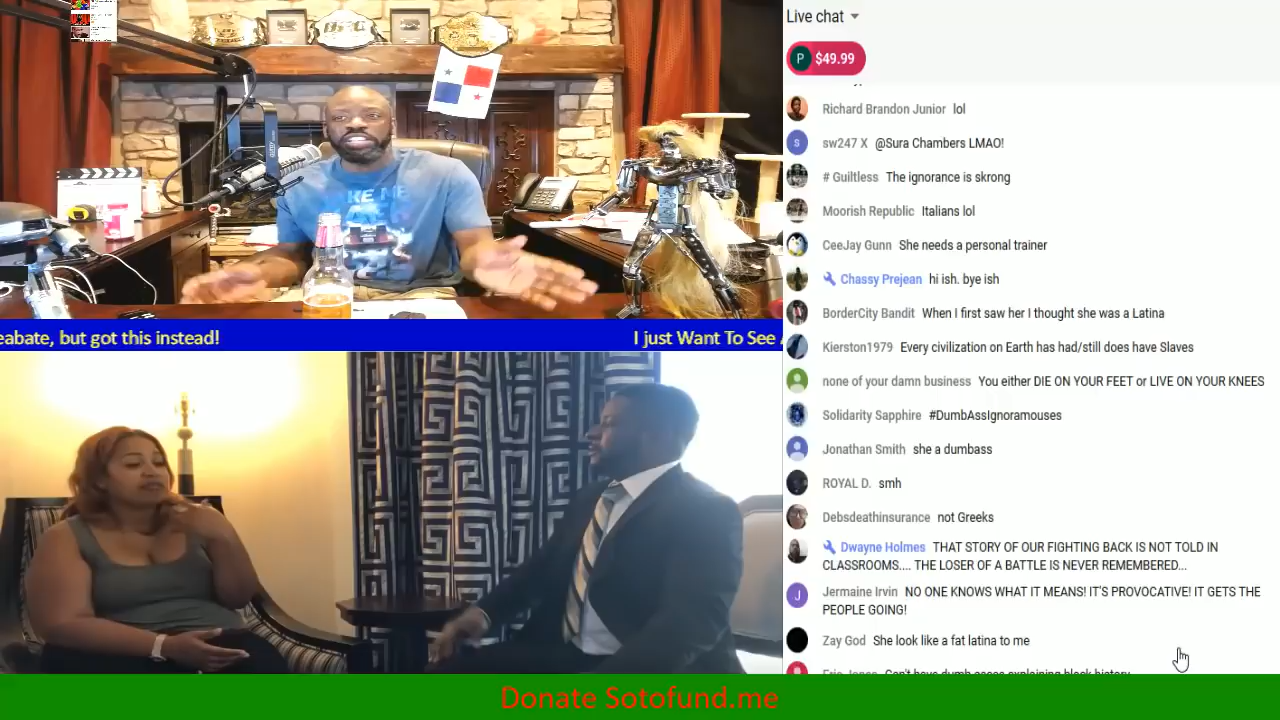 Live chat
P $49.99
Richard Brandon Junior lol
S sw247 X @Sura Chambers LMAO!
# Guiltless The ignorance is skrong
Moorish Republic Italians lol
CeeJay Gunn She needs a personal trainer
Chassy Prejean hi ish. bye ish
BorderCity Bandit When I first saw her I thought she was a Latina
Kierston1979 Every civilization on Earth has had/still does have Slaves
none of your damn business You either DIE ON YOUR FEET or LIVE ON YOUR KNEES
Solidarity Sapphire #DumbAssIgnoramouses
Jonathan Smith she a dumbass
ROYAL D. smh
Debsdeathinsurance not Greeks
Dwayne Holmes THAT STORY OF OUR FIGHTING BACK IS NOT TOLD IN
CLASSROOMS.... THE LOSER OF A BATTLE IS NEVER REMEMBERED...
J Jermaine Irvin NO ONE KNOWS WHAT IT MEANS! IT'S PROVOCATIVE! IT GETS THE
PEOPLE GOING!
Zay God She look like a fat latina to me
eabate, but got this instead! I just Want To See
Donate Sotofund.me